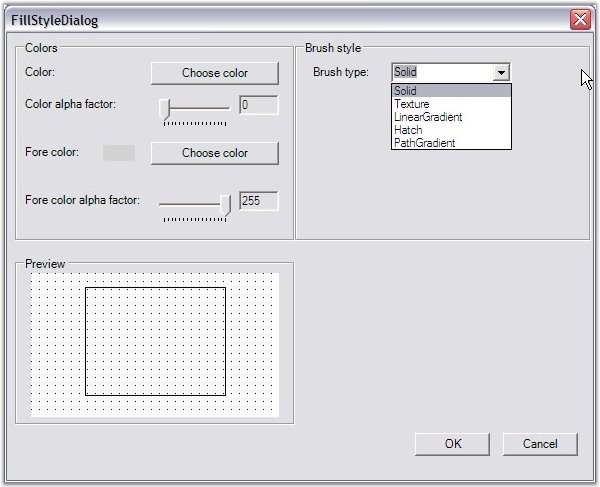 FillStyleDialog
Colors
Color:
Choose color
Color alpha factor:
0
Fore color:
Choose color
Fore color alpha factor:
255
Brush style
Brush type:
Solid
Solid
Texture
LinearGradient
Hatch
PathGradient
Preview
OK
Cancel